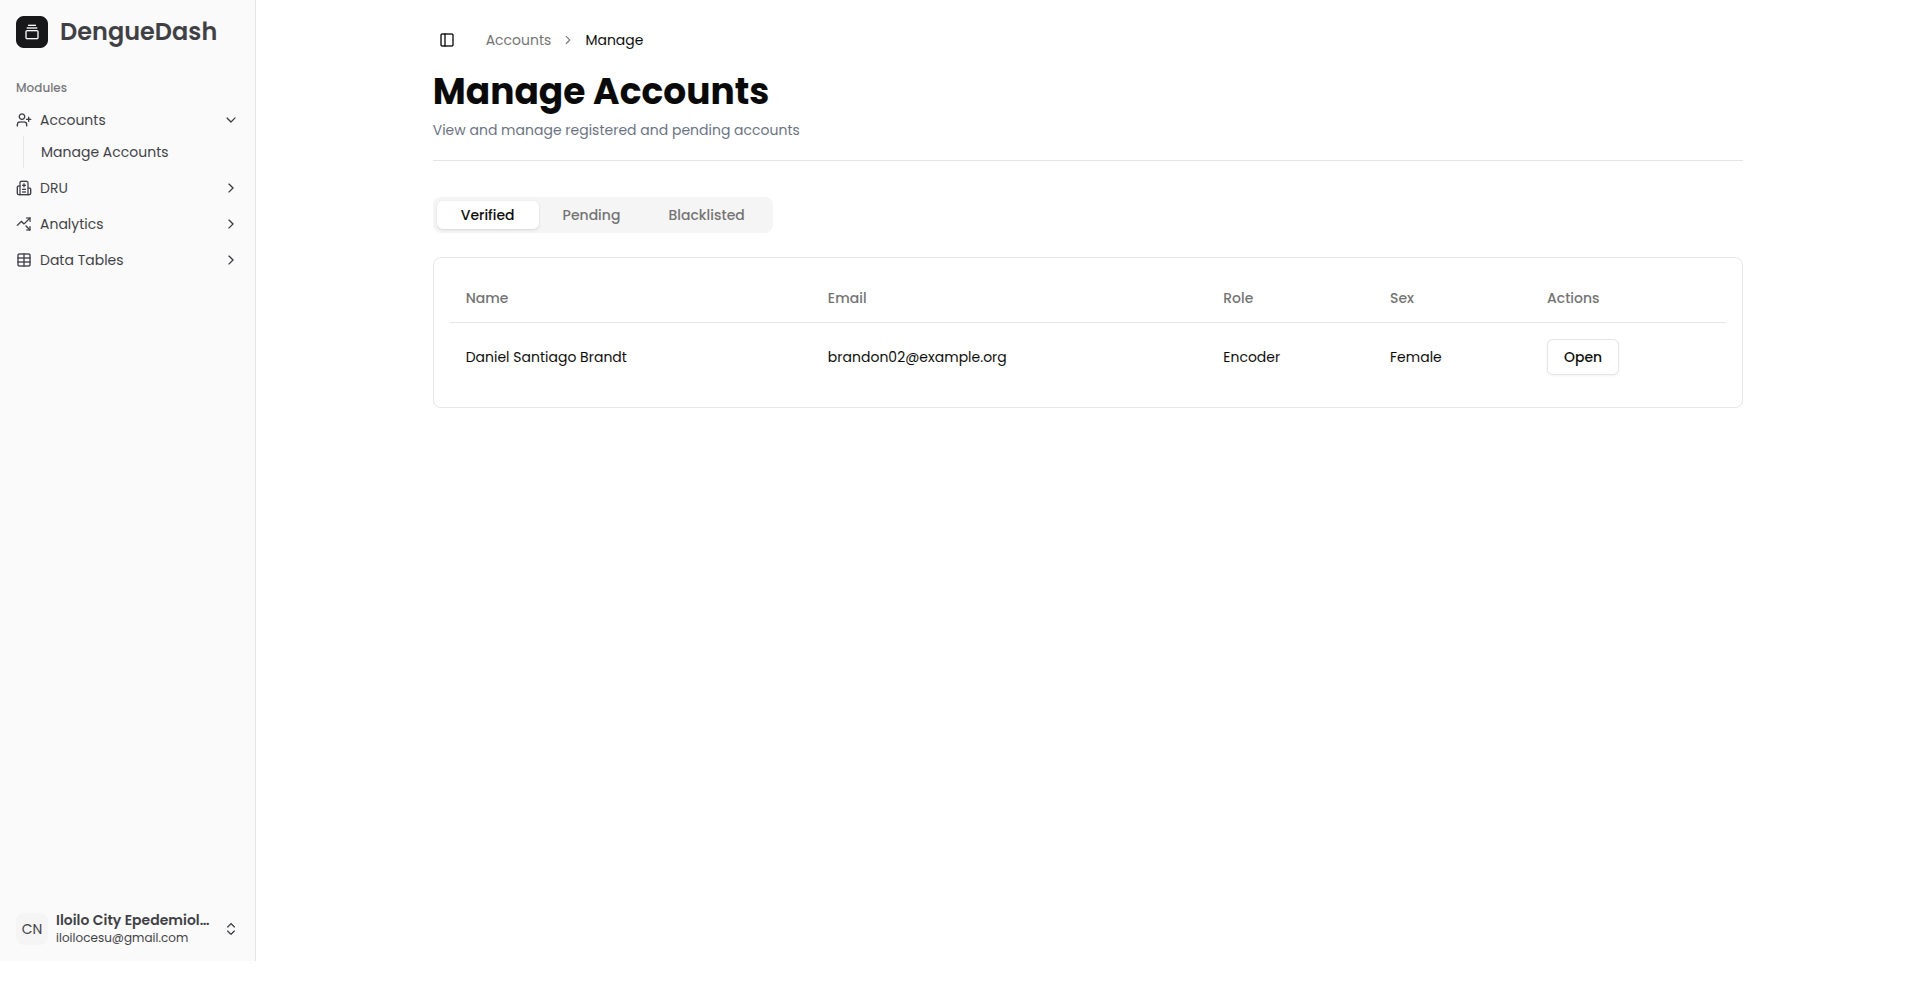 DengueDash
Modules
Accounts
Manage Accounts
DRU
Analytics
Data Tables
CN
Iloilo City Epedemiol...
iloilocesu@gmail.com
Accounts > Manage
Manage Accounts
View and manage registered and pending accounts
Verified Pending Blacklisted
Name Email Role Sex Actions
Daniel Santiago Brandt brandon02@example.org Encoder Female Open